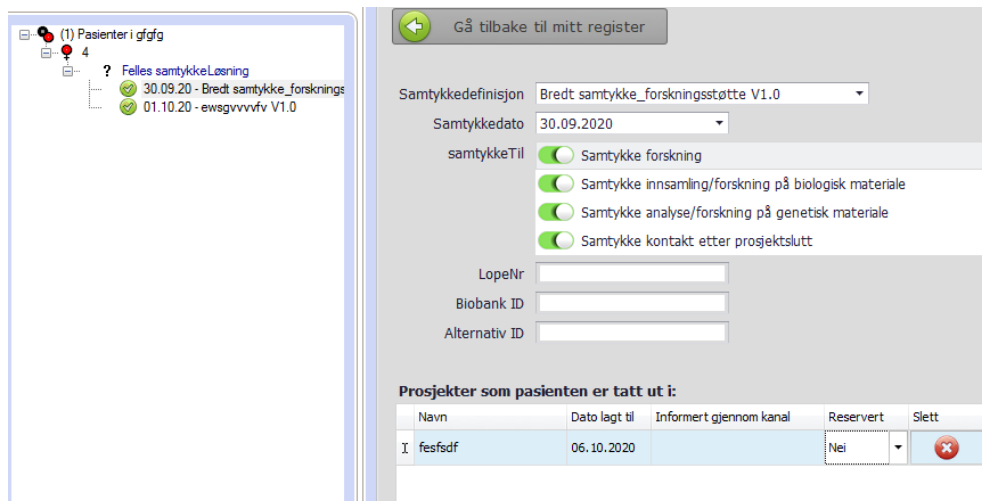 (1) Pasienter i gfgfg
4
? Felles samtykkeLøsning
30.09.20 - Bredt samtykke_forsknings
01.10.20 - ewsgvvvvfv V1.0
Gå tilbake til mitt register
Samtykkedefinisjon Bredt samtykke_forskningsstøtte V1.0
Samtykkedato 30.09.2020
samtykkeTil Samtykke forskning
Samtykke innsamling/forskning på biologisk materiale
Samtykke analyse/forskning på genetisk materiale
Samtykke kontakt etter prosjektslutt
LopeNr
Biobank ID
Alternativ ID
Prosjekter som pasienten er tatt ut i:
Navn Dato lagt til Informert gjennom kanal Reservert Slett
fesfsdf 06.10.2020 Nei